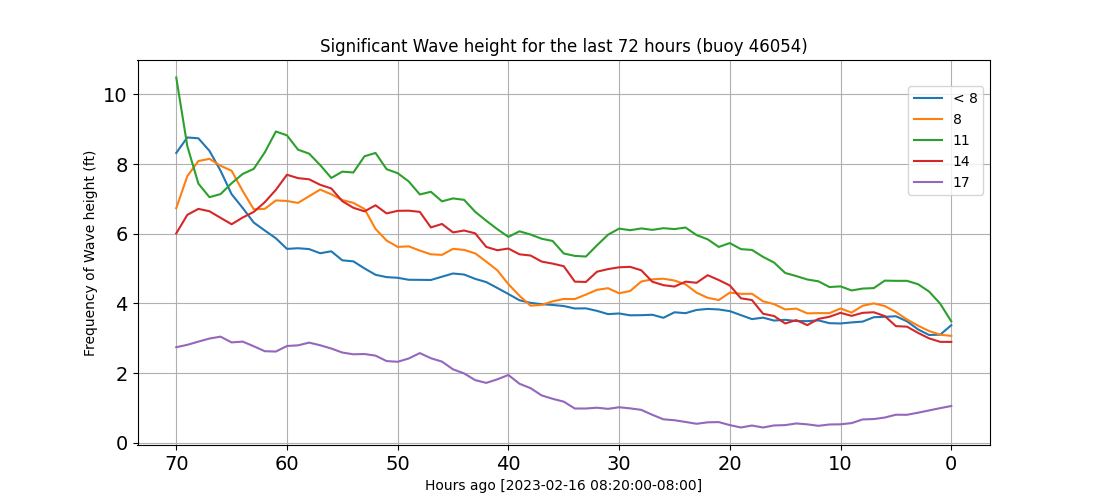 Significant Wave height for the last 72 hours (buoy 46054)
Frequency of Wave height (ft)
10
8
6
4
2
0
< 8
8
11
14
17
70 60 50 40 30 20 10 0
Hours ago [2023-02-16 08:20:00-08:00]